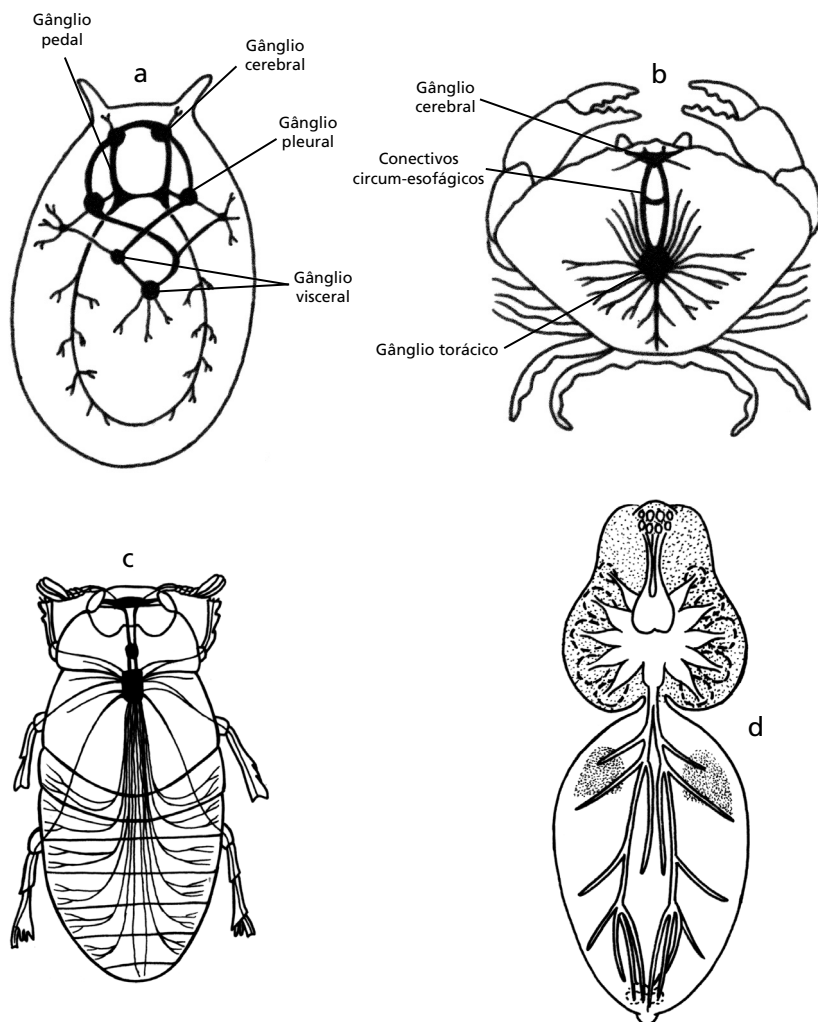 Gânglio
pedal
a
Gânglio
cerebral
Gânglio
pleural
Gânglio
visceral
b
Gânglio
cerebral
Conectivos
circum-esofágicos
Gânglio torácico
c
d